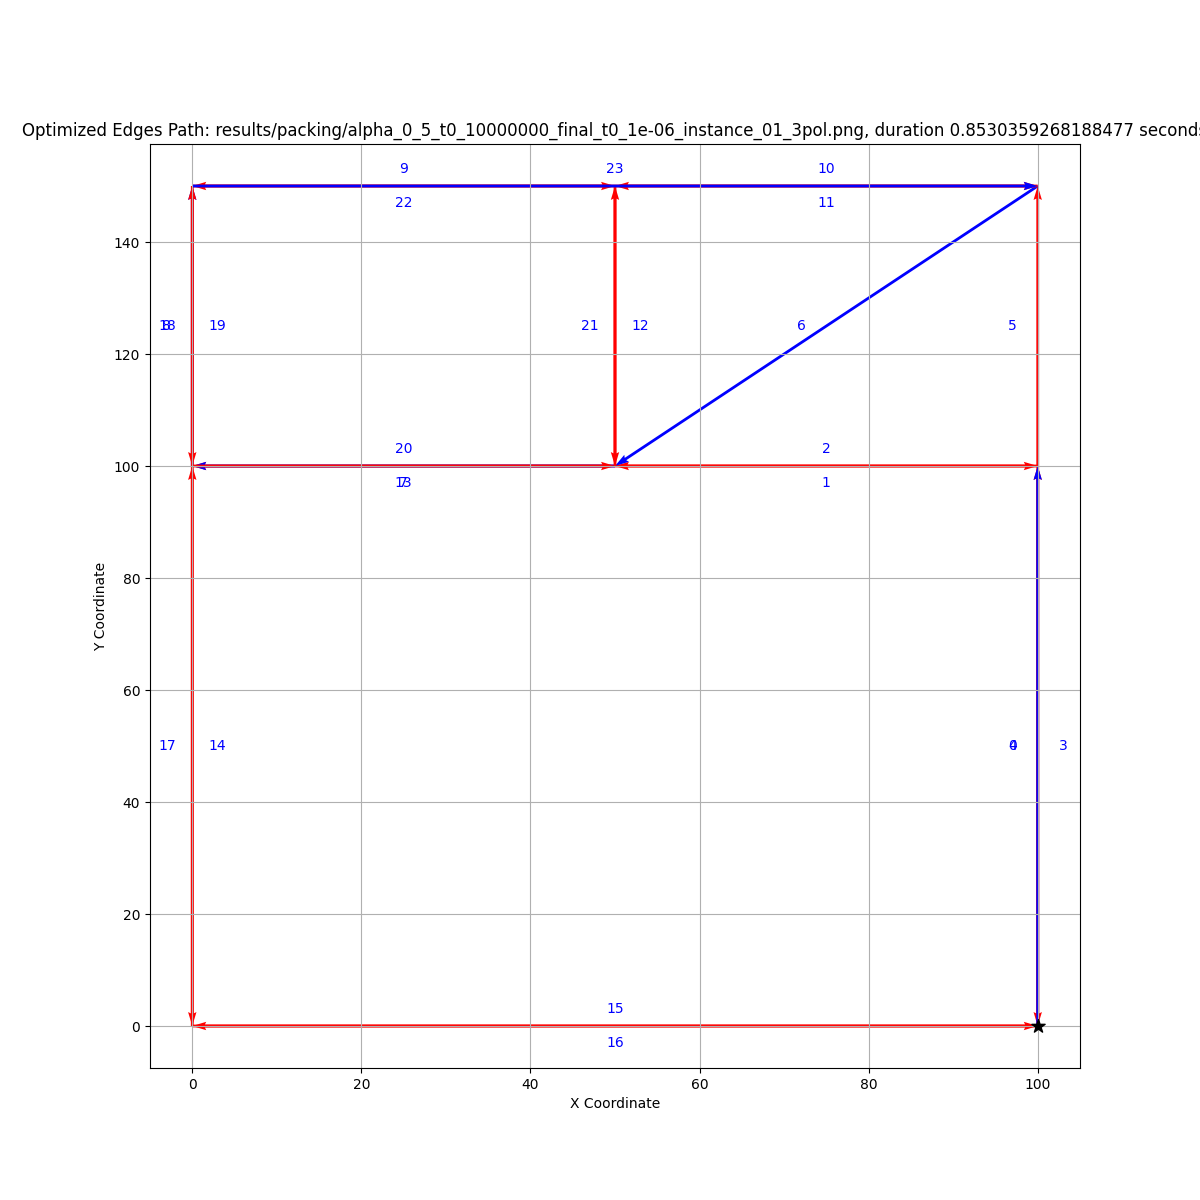 Optimized Edges Path: results/packing/alpha_0_5_t0_10000000_final_t0_1e-06_instance_01_3pol.png, duration 0.8530359268188477 seconds
9 23 10
22 11
140
18 19 21 12 6 5
120
20 2
100
13 1
80
60
17 14 3
40
20
15
0
16
0 20 40 60 80 100
X Coordinate
Y Coordinate